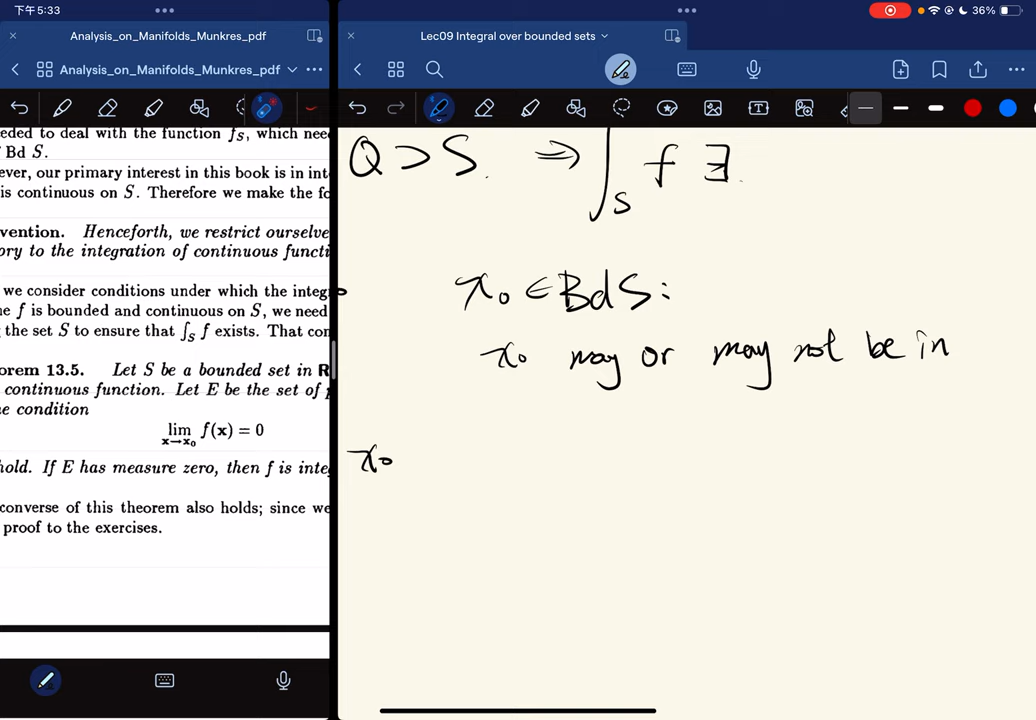 下午5:33
36%
Analysis_on_Manifolds_Munkres_pdf
Analysis_on_Manifolds_Munkres_pdf
eded to deal with the function fS, which nee
Bd S.
ever, our primary interest in this book is in int
is continuous on S. Therefore we make the fo
vention. Henceforth, we restrict ourselve
ory to the integration of continuous functi
we consider conditions under which the integ
e f is bounded and continuous on S, we need
g the set S to ensure that ∫S f exists. That con
orem 13.5. Let S be a bounded set in R
continuous function. Let E be the set of p
e condition
lim x→x0 f(x) = 0
hold. If E has measure zero, then f is inte
converse of this theorem also holds; since we
proof to the exercises.
Lec09 Integral over bounded sets
Q ⊃ S. ⇒ ∫S f ∃.
x0 ∈ Bd S:
x0 may or may not be in
x0